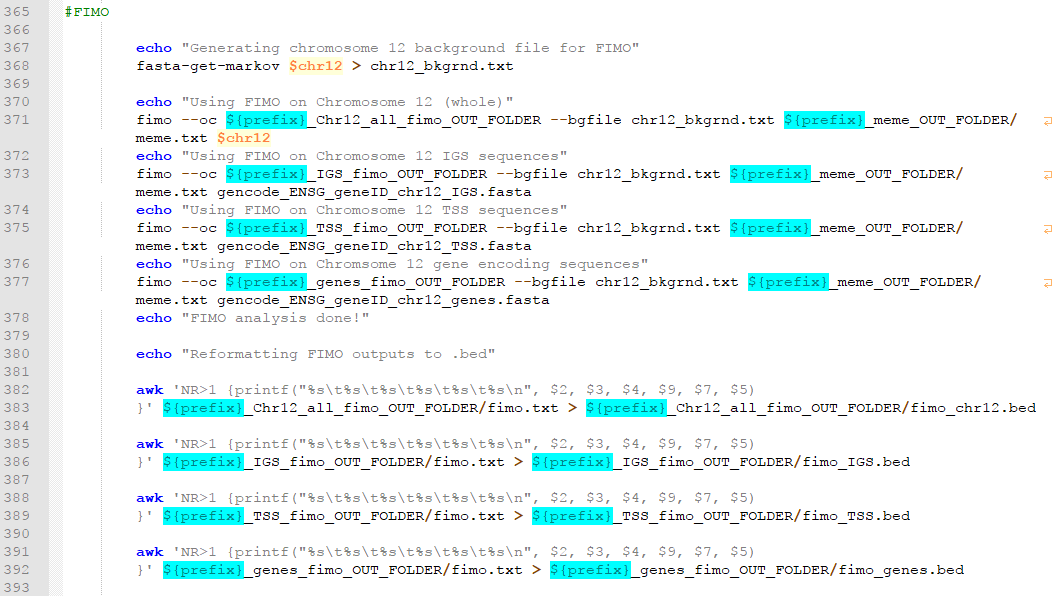 365 #FIMO
366
367 echo "Generating chromosome 12 background file for FIMO"
368 fasta-get-markov $chr12 > chr12_bkgrnd.txt
369
370 echo "Using FIMO on Chromosome 12 (whole)"
371 fimo --oc ${prefix}_Chr12_all_fimo_OUT_FOLDER --bgfile chr12_bkgrnd.txt ${prefix}_meme_OUT_FOLDER/
meme.txt $chr12
372 echo "Using FIMO on Chromosome 12 IGS sequences"
373 fimo --oc ${prefix}_IGS_fimo_OUT_FOLDER --bgfile chr12_bkgrnd.txt ${prefix}_meme_OUT_FOLDER/
meme.txt gencode_ENSG_geneID_chr12_IGS.fasta
374 echo "Using FIMO on Chromosome 12 TSS sequences"
375 fimo --oc ${prefix}_TSS_fimo_OUT_FOLDER --bgfile chr12_bkgrnd.txt ${prefix}_meme_OUT_FOLDER/
meme.txt gencode_ENSG_geneID_chr12_TSS.fasta
376 echo "Using FIMO on Chromsome 12 gene encoding sequences"
377 fimo --oc ${prefix}_genes_fimo_OUT_FOLDER --bgfile chr12_bkgrnd.txt ${prefix}_meme_OUT_FOLDER/
meme.txt gencode_ENSG_geneID_chr12_genes.fasta
378 echo "FIMO analysis done!"
379
380 echo "Reformatting FIMO outputs to .bed"
381
382 awk 'NR>1 {printf("%s\t%s\t%s\t%s\t%s\t%s\n", $2, $3, $4, $9, $7, $5)
383 }' ${prefix}_Chr12_all_fimo_OUT_FOLDER/fimo.txt > ${prefix}_Chr12_all_fimo_OUT_FOLDER/fimo_chr12.bed
384
385 awk 'NR>1 {printf("%s\t%s\t%s\t%s\t%s\t%s\n", $2, $3, $4, $9, $7, $5)
386 }' ${prefix}_IGS_fimo_OUT_FOLDER/fimo.txt > ${prefix}_IGS_fimo_OUT_FOLDER/fimo_IGS.bed
387
388 awk 'NR>1 {printf("%s\t%s\t%s\t%s\t%s\t%s\n", $2, $3, $4, $9, $7, $5)
389 }' ${prefix}_TSS_fimo_OUT_FOLDER/fimo.txt > ${prefix}_TSS_fimo_OUT_FOLDER/fimo_TSS.bed
390
391 awk 'NR>1 {printf("%s\t%s\t%s\t%s\t%s\t%s\n", $2, $3, $4, $9, $7, $5)
392 }' ${prefix}_genes_fimo_OUT_FOLDER/fimo.txt > ${prefix}_genes_fimo_OUT_FOLDER/fimo_genes.bed
393